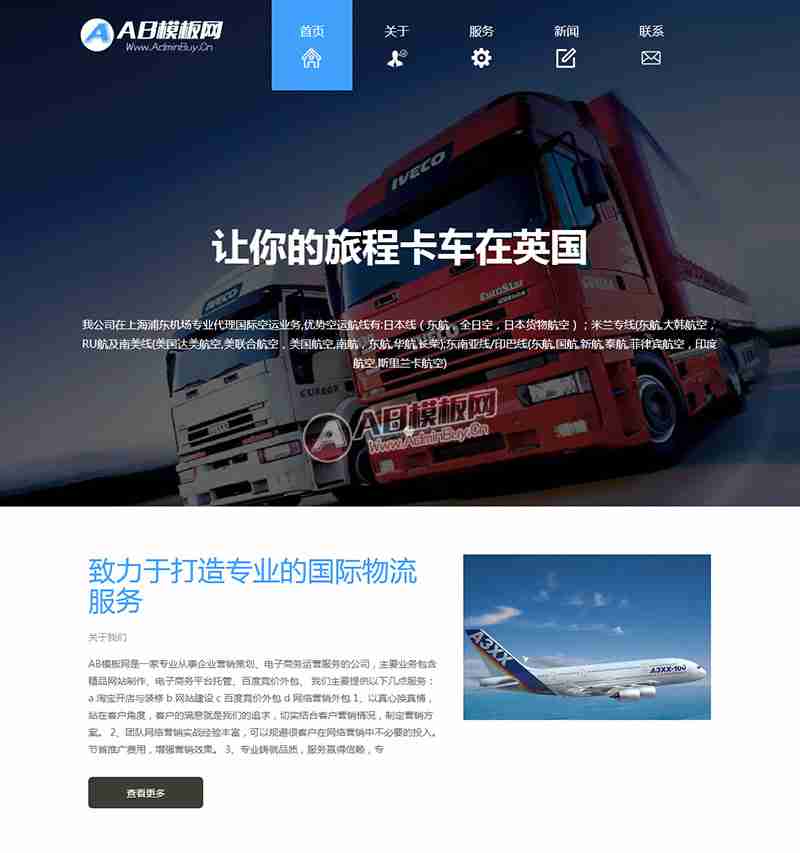 AB模板网
Www.AdminBuy.Cn
首页
关于
服务
新闻
联系
IVECO
让你的旅程卡车在英国
EuroStar
我公司在上海浦东机场专业代理国际空运业务,优势空运航线有:日本线（东航，全日空，日本货物航空）；米兰专线(东航,大韩航空，
RU航及南美线(美国达美航空,美联合航空，美国航空,南航，东航,华航,长荣);东南亚线/印巴线(东航,国航,新航,泰航,菲律宾航空，印度
航空,斯里兰卡航空)
AB模板网
Www.AdminBuy.Cn
致力于打造专业的国际物流
服务
关于我们
AB模板网是一家专业从事企业营销策划、电子商务运营服务的公司，主要业务包含
精品网站制作、电子商务平台托管、百度竞价外包、 我们主要提供以下几点服务：
a 淘宝开店与装修 b 网站建设 c 百度竞价外包 d 网络营销外包 1、以真心换真情，
站在客户角度，客户的满意就是我们的追求，切实结合客户营销情况，制定营销方
案。 2、团队网络营销实战经验丰富，可以规避很客户在网络营销中不必要的投入。
节省推广费用，增强营销效果。 3、专业铸就品质，服务赢得信赖，专
A3XX
A3XX-100
查看更多